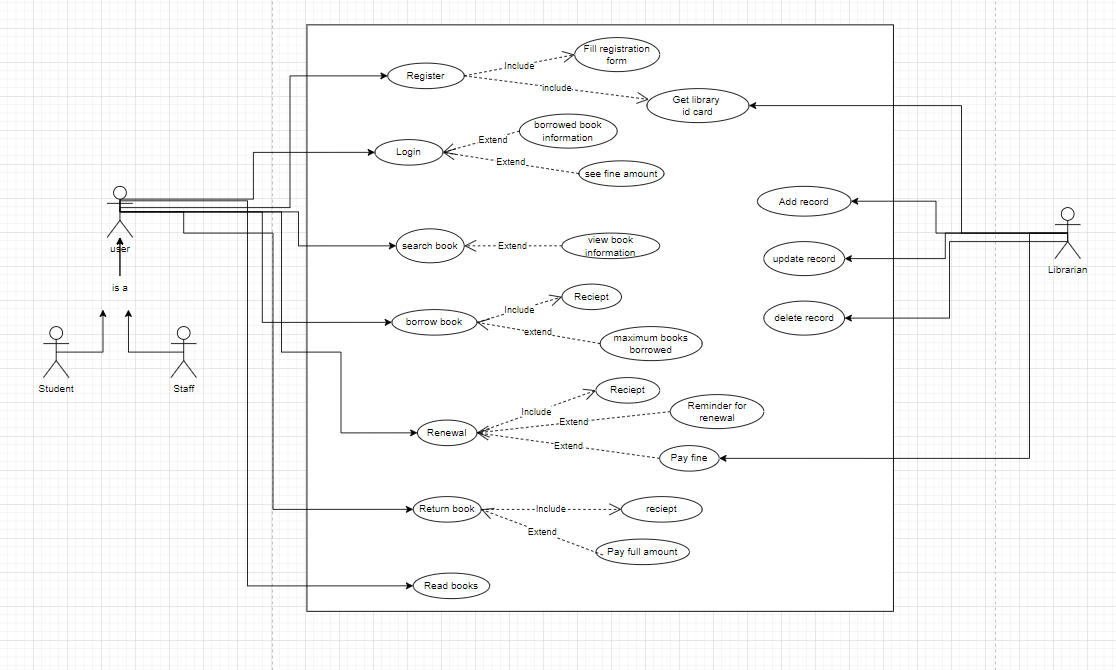 Fill registration
form
Include
Register
include
Get library
id card
borrowed book
information
Extend
Login
Extend
see fine amount
Add record
user
search book
Extend
view book
information
update record
Librarian
is a
Reciept
Include
borrow book
extend
maximum books
borrowed
delete record
Student
Staff
Reciept
Include
Reminder for
renewal
Extend
Renewal
Extend
Pay fine
Return book
Include
reciept
Extend
Pay full amount
Read books